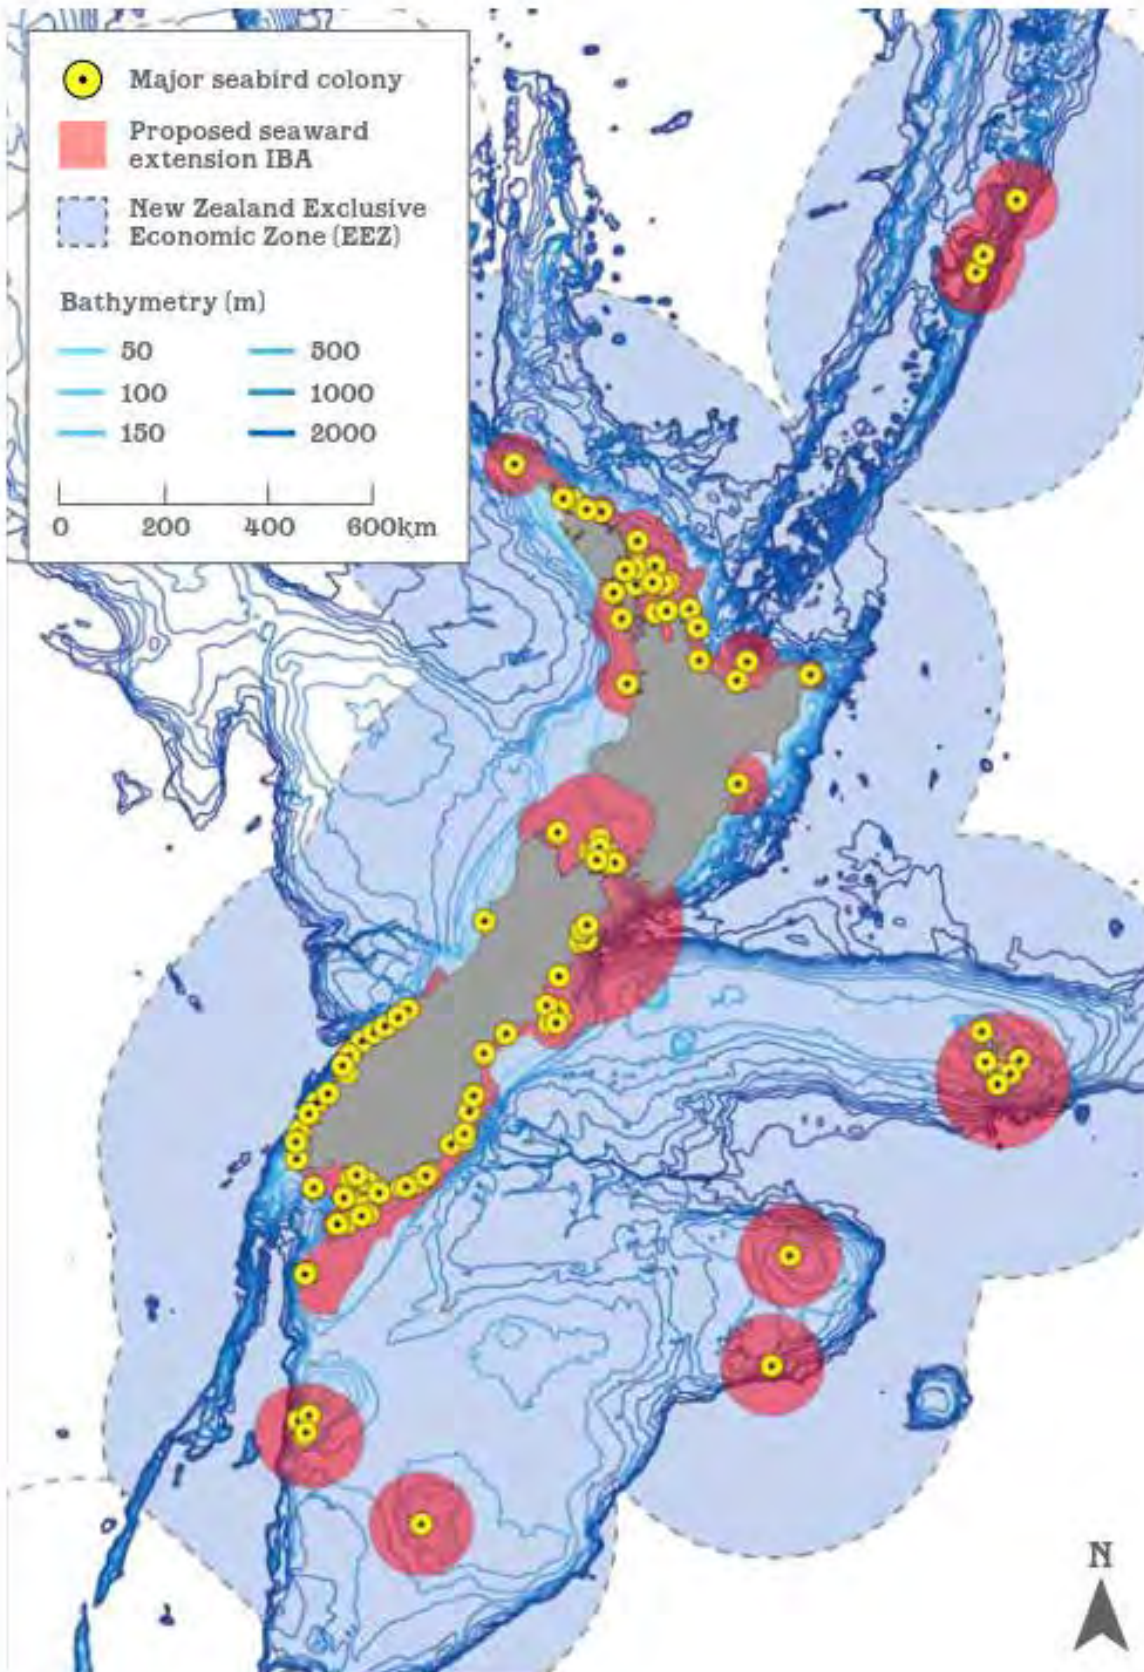 Major seabird colony
Proposed seaward
extension IBA
New Zealand Exclusive
Economic Zone (EEZ)
Bathymetry (m)
50
500
100
1000
150
2000
0 200 400 600km
N